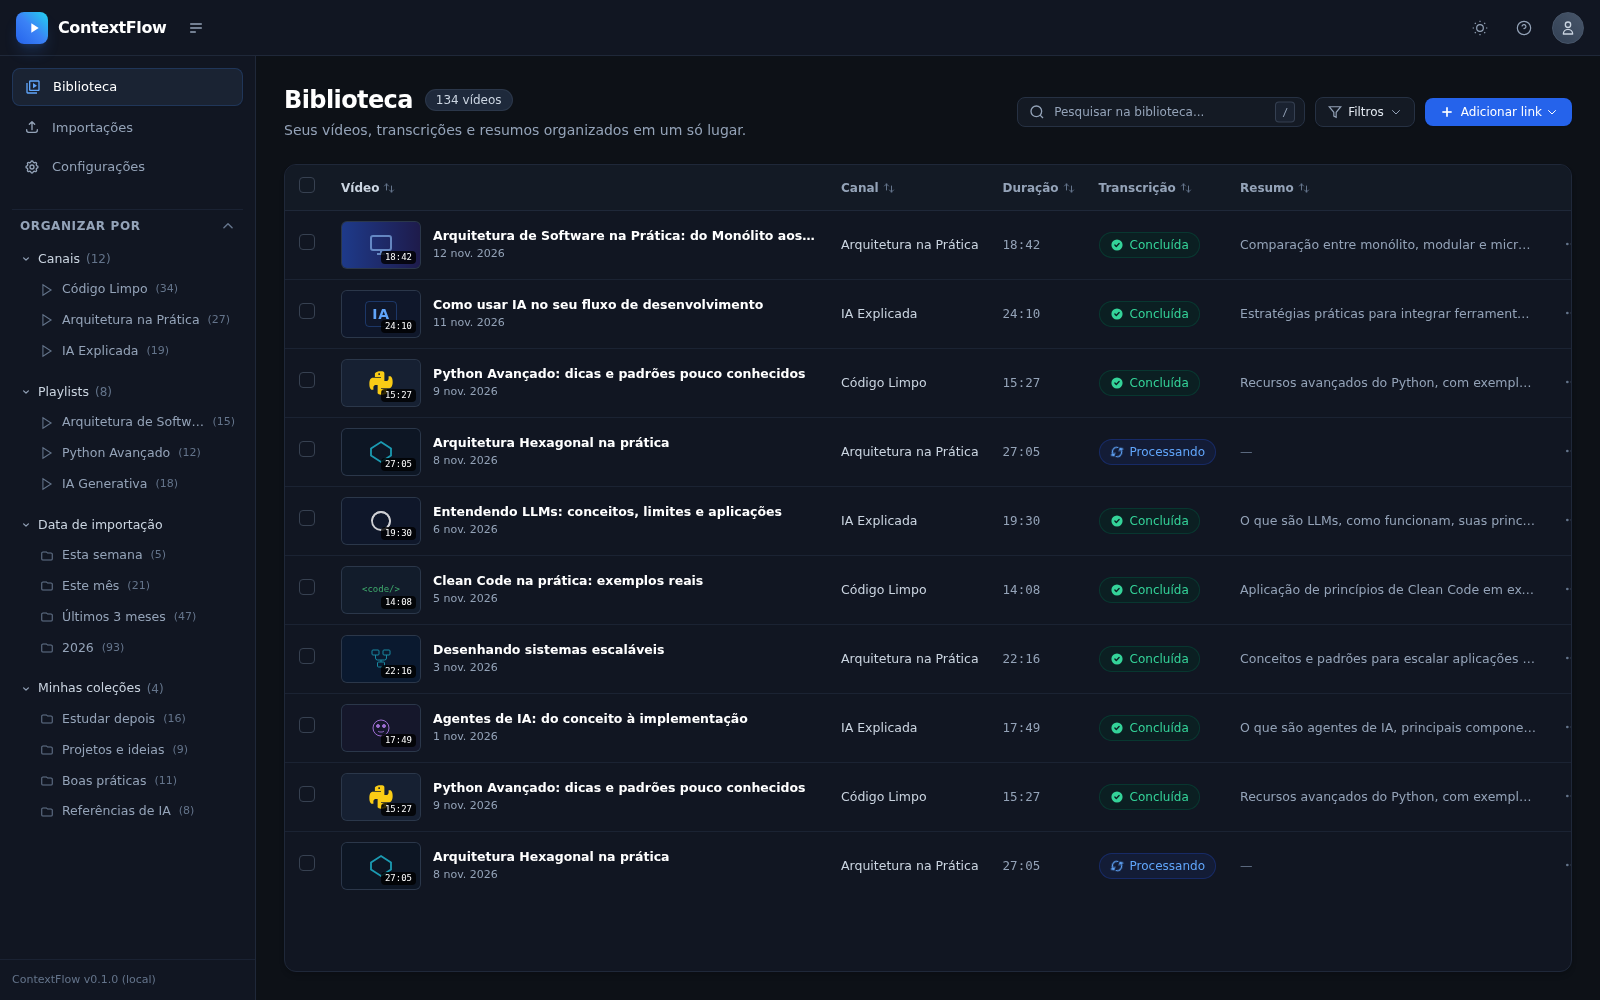 ContextFlow
Biblioteca
Importações
Configurações
ORGANIZAR POR
Canais (12)
Código Limpo (34)
Arquitetura na Prática (27)
IA Explicada (19)
Playlists (8)
Arquitetura de Softw… (15)
Python Avançado (12)
IA Generativa (18)
Data de importação
Esta semana (5)
Este mês (21)
Últimos 3 meses (47)
2026 (93)
Minhas coleções (4)
Estudar depois (16)
Projetos e ideias (9)
Boas práticas (11)
Referências de IA (8)
ContextFlow v0.1.0 (local)
Biblioteca 134 vídeos
Seus vídeos, transcrições e resumos organizados em um só lugar.
Pesquisar na biblioteca... / Filtros Adicionar link
Vídeo Canal Duração Transcrição Resumo
18:42 Arquitetura de Software na Prática: do Monólito aos… Arquitetura na Prática 18:42 Concluída Comparação entre monólito, modular e micr…
12 nov. 2026
IA 24:10 Como usar IA no seu fluxo de desenvolvimento IA Explicada 24:10 Concluída Estratégias práticas para integrar ferrament…
11 nov. 2026
15:27 Python Avançado: dicas e padrões pouco conhecidos Código Limpo 15:27 Concluída Recursos avançados do Python, com exempl…
9 nov. 2026
27:05 Arquitetura Hexagonal na prática Arquitetura na Prática 27:05 Processando —
8 nov. 2026
19:30 Entendendo LLMs: conceitos, limites e aplicações IA Explicada 19:30 Concluída O que são LLMs, como funcionam, suas princ…
6 nov. 2026
<code/> 14:08 Clean Code na prática: exemplos reais Código Limpo 14:08 Concluída Aplicação de princípios de Clean Code em ex…
5 nov. 2026
22:16 Desenhando sistemas escaláveis Arquitetura na Prática 22:16 Concluída Conceitos e padrões para escalar aplicações …
3 nov. 2026
17:49 Agentes de IA: do conceito à implementação IA Explicada 17:49 Concluída O que são agentes de IA, principais compone…
1 nov. 2026
15:27 Python Avançado: dicas e padrões pouco conhecidos Código Limpo 15:27 Concluída Recursos avançados do Python, com exempl…
9 nov. 2026
27:05 Arquitetura Hexagonal na prática Arquitetura na Prática 27:05 Processando —
8 nov. 2026